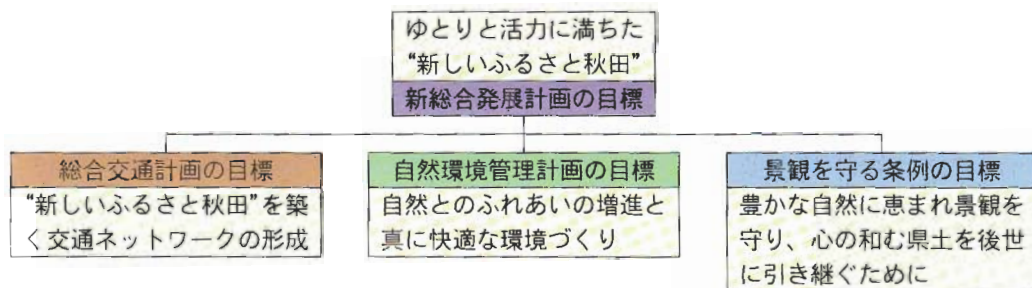 ゆとりと活力に満ちた
“新しいふるさと秋田”
新総合発展計画の目標
総合交通計画の目標
“新しいふるさと秋田”を築
く交通ネットワークの形成
自然環境管理計画の目標
自然とのふれあいの増進と
真に快適な環境づくり
景観を守る条例の目標
豊かな自然に恵まれ景観を
守り、心の和む県土を後世
に引き継ぐために